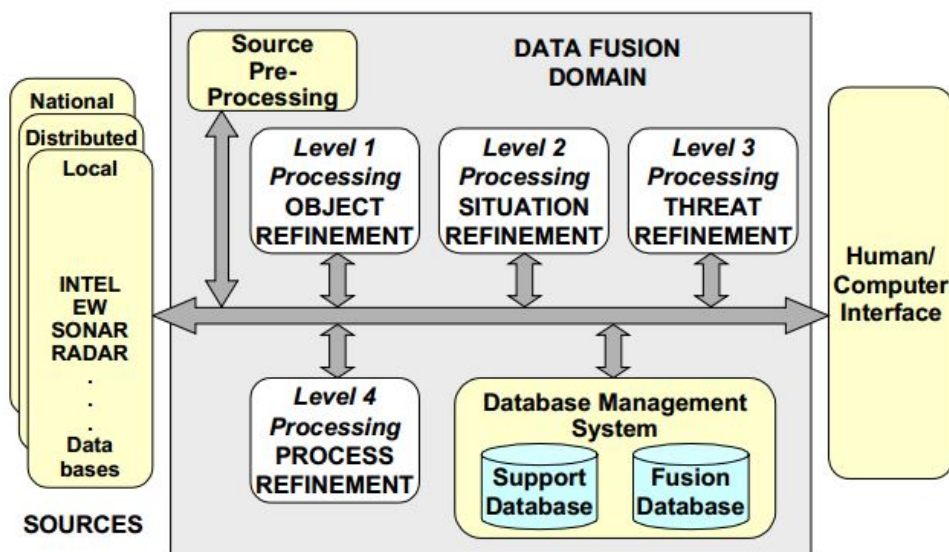 National
Distributed
Local
INTEL
EW
SONAR
RADAR
.
.
.
Data
bases
SOURCES
Source
Pre-
Processing
DATA FUSION
DOMAIN
Level 1
Processing
OBJECT
REFINEMENT
Level 2
Processing
SITUATION
REFINEMENT
Level 3
Processing
THREAT
REFINEMENT
Level 4
Processing
PROCESS
REFINEMENT
Database Management
System
Support
Database
Fusion
Database
Human/
Computer
Interface